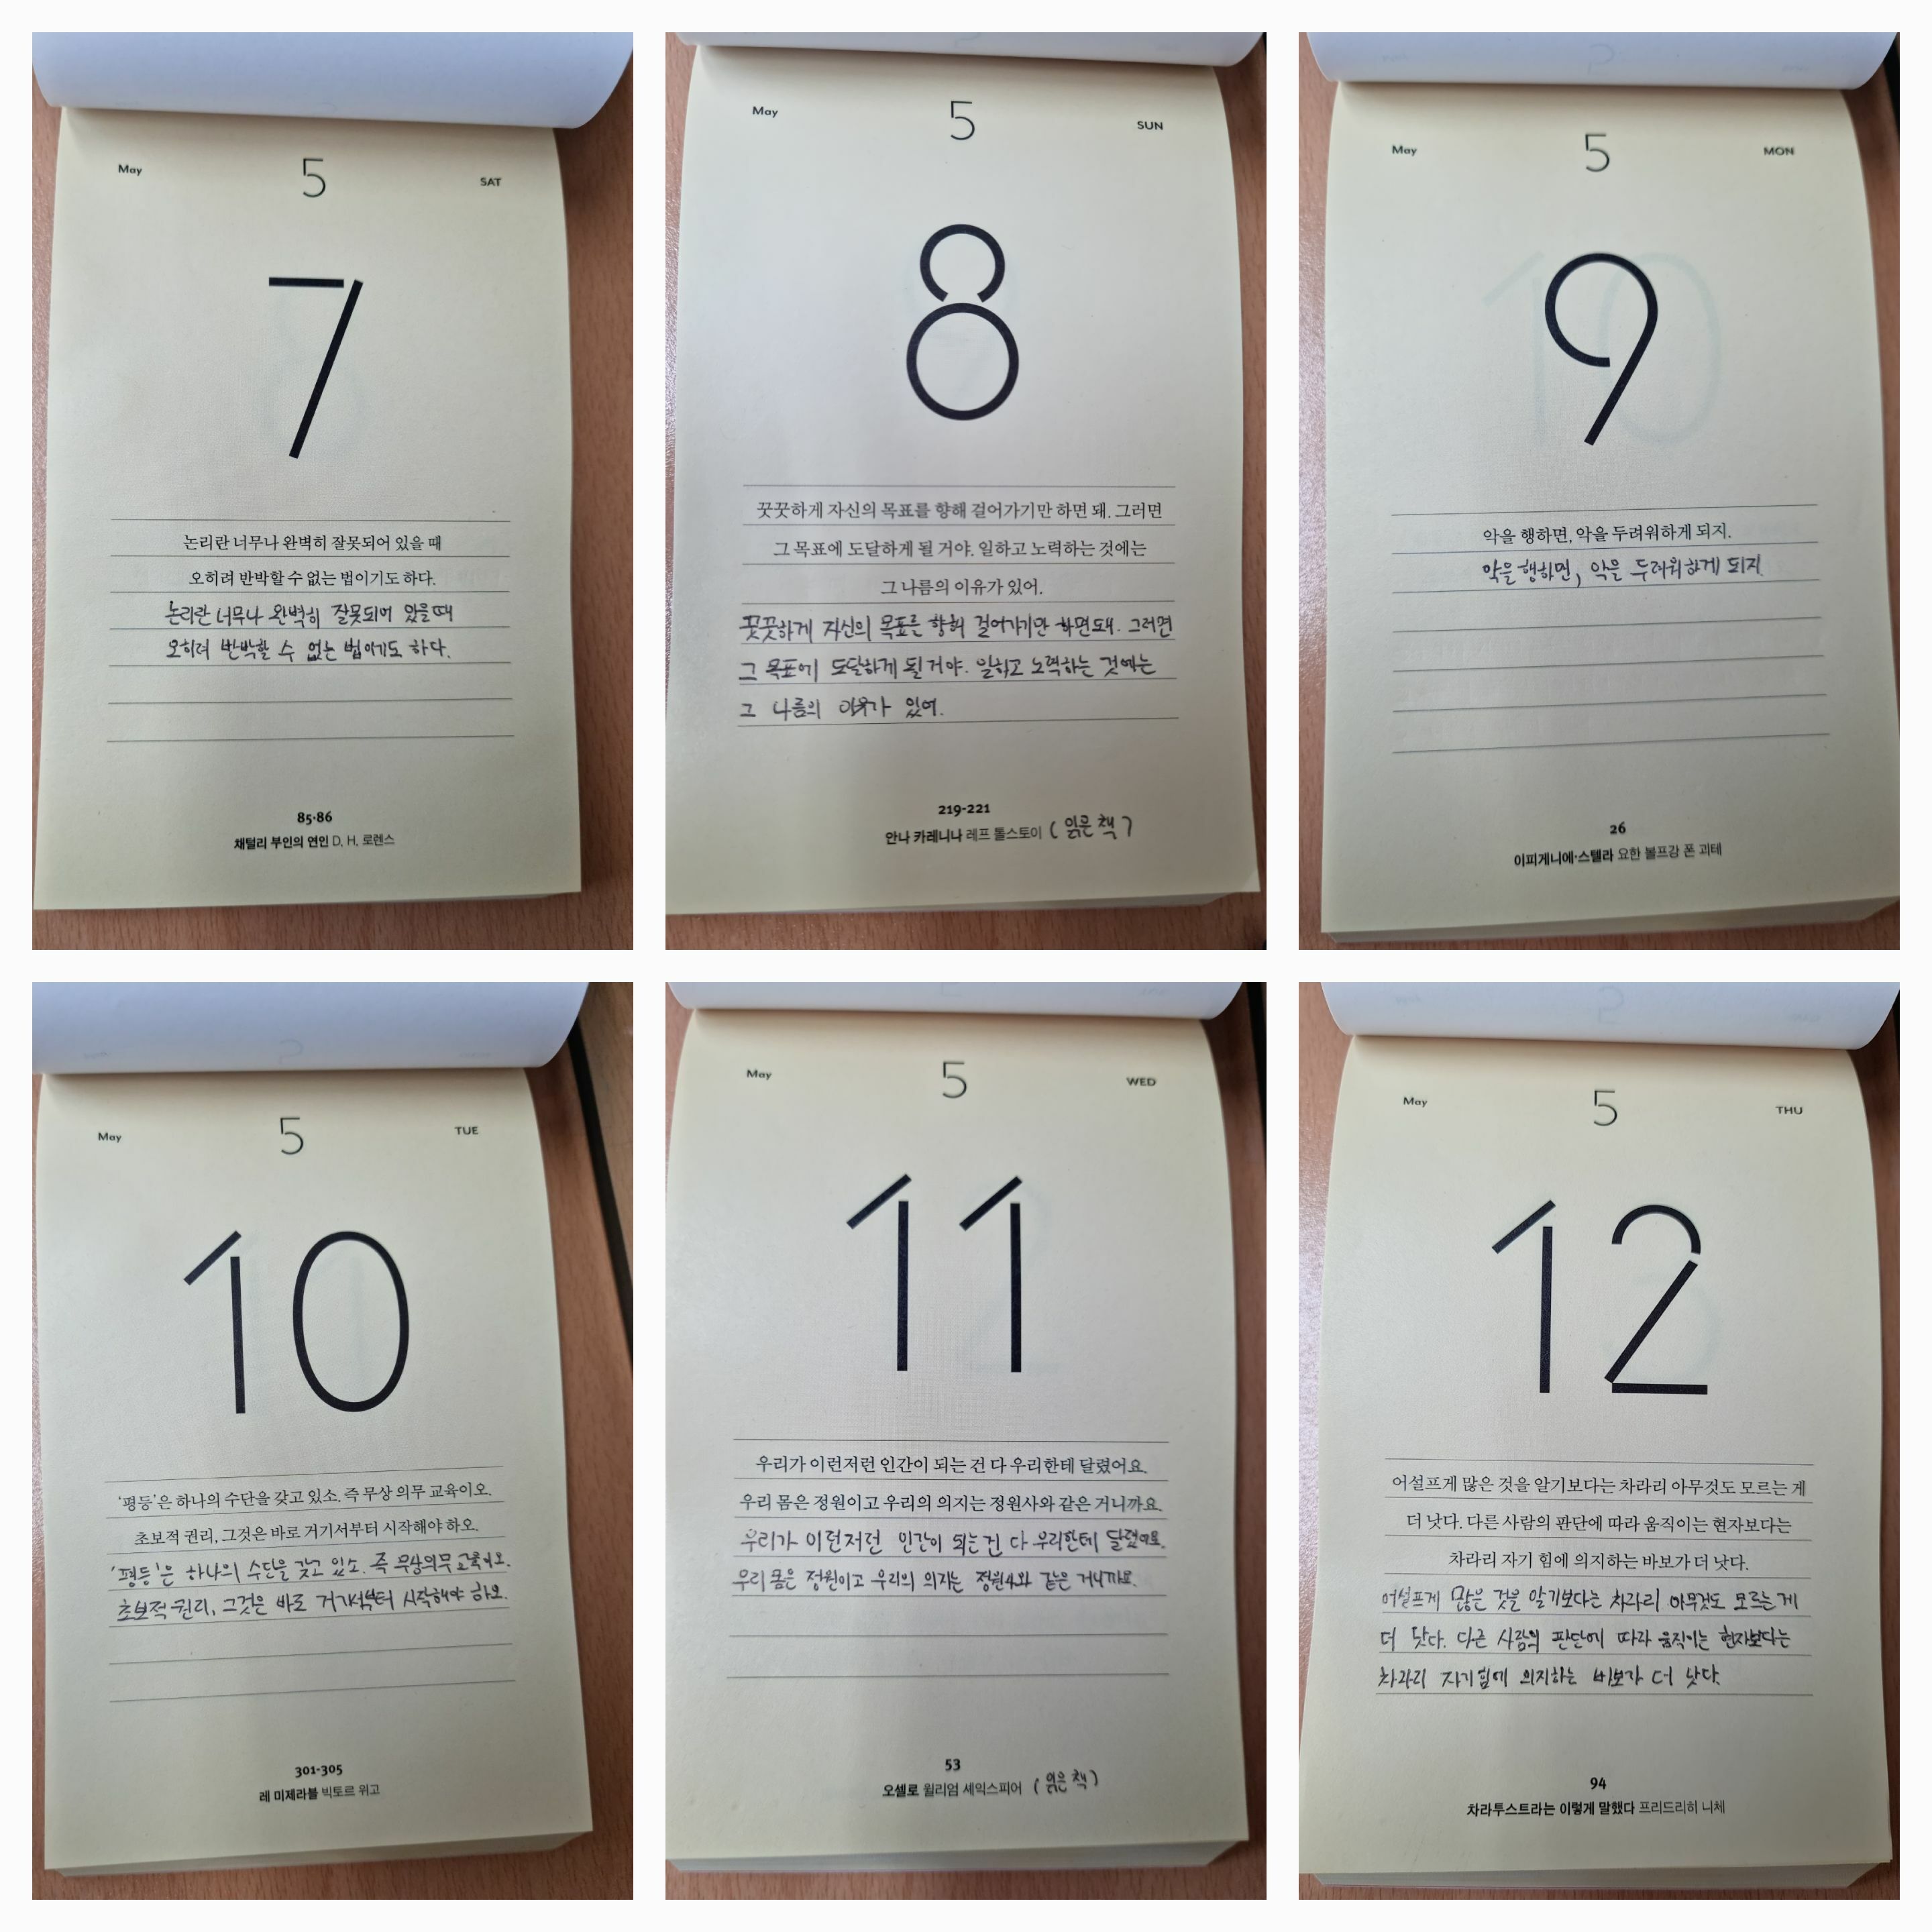 May 5 SAT
7
논리란 너무나 완벽히 잘못되어 있을 때
오히려 반박할 수 없는 법이기도 하다.
논리란 너무나 완벽히 잘못되어 있을때
오히려 반박할 수 없는 법이기도 하다.
85·86
채털리 부인의 연인 D. H. 로렌스
May 5 SUN
8
꿋꿋하게 자신의 목표를 향해 걸어가기만 하면 돼. 그러면
그 목표에 도달하게 될 거야. 일하고 노력하는 것에는
그 나름의 이유가 있어.
꿋꿋하게 자신의 목표를 향해 걸어가기만 하면돼. 그러면
그 목표에 도달하게 될거야. 일하고 노력하는 것에는
그 나름의 이유가 있어.
219-221
안나 카레니나 레프 톨스토이 (읽은 책)
May 5 MON
9
악을 행하면, 악을 두려워하게 되지.
악을 행하면, 악을 두려워하게 되지.
26
이피게니에·스텔라 요한 볼프강 폰 괴테
May 5 TUE
10
‘평등’은 하나의 수단을 갖고 있소. 즉 무상 의무 교육이오.
초보적 권리, 그것은 바로 거기서부터 시작해야 하오.
‘평등’은 하나의 수단을 갖고 있소. 즉 무상의무교육이오.
초보적 권리, 그것은 바로 거기서부터 시작해야 하오.
301-305
레 미제라블 빅토르 위고
May 5 WED
11
우리가 이런저런 인간이 되는 건 다 우리한테 달렸어요.
우리 몸은 정원이고 우리의 의지는 정원사와 같은 거니까요.
우리가 이런저런 인간이 되는건 다 우리한테 달렸어요.
우리 몸은 정원이고 우리의 의지는 정원사와 같은 거니까요.
53
오셀로 윌리엄 셰익스피어 (읽은 책)
May 5 THU
12
어설프게 많은 것을 알기보다는 차라리 아무것도 모르는 게
더 낫다. 다른 사람의 판단에 따라 움직이는 현자보다는
차라리 자기 힘에 의지하는 바보가 더 낫다.
어설프게 많은 것을 알기보다는 차라리 아무것도 모르는게
더 낫다. 다른 사람의 판단에 따라 움직이는 현자보다는
차라리 자기힘에 의지하는 바보가 더 낫다.
94
차라투스트라는 이렇게 말했다 프리드리히 니체